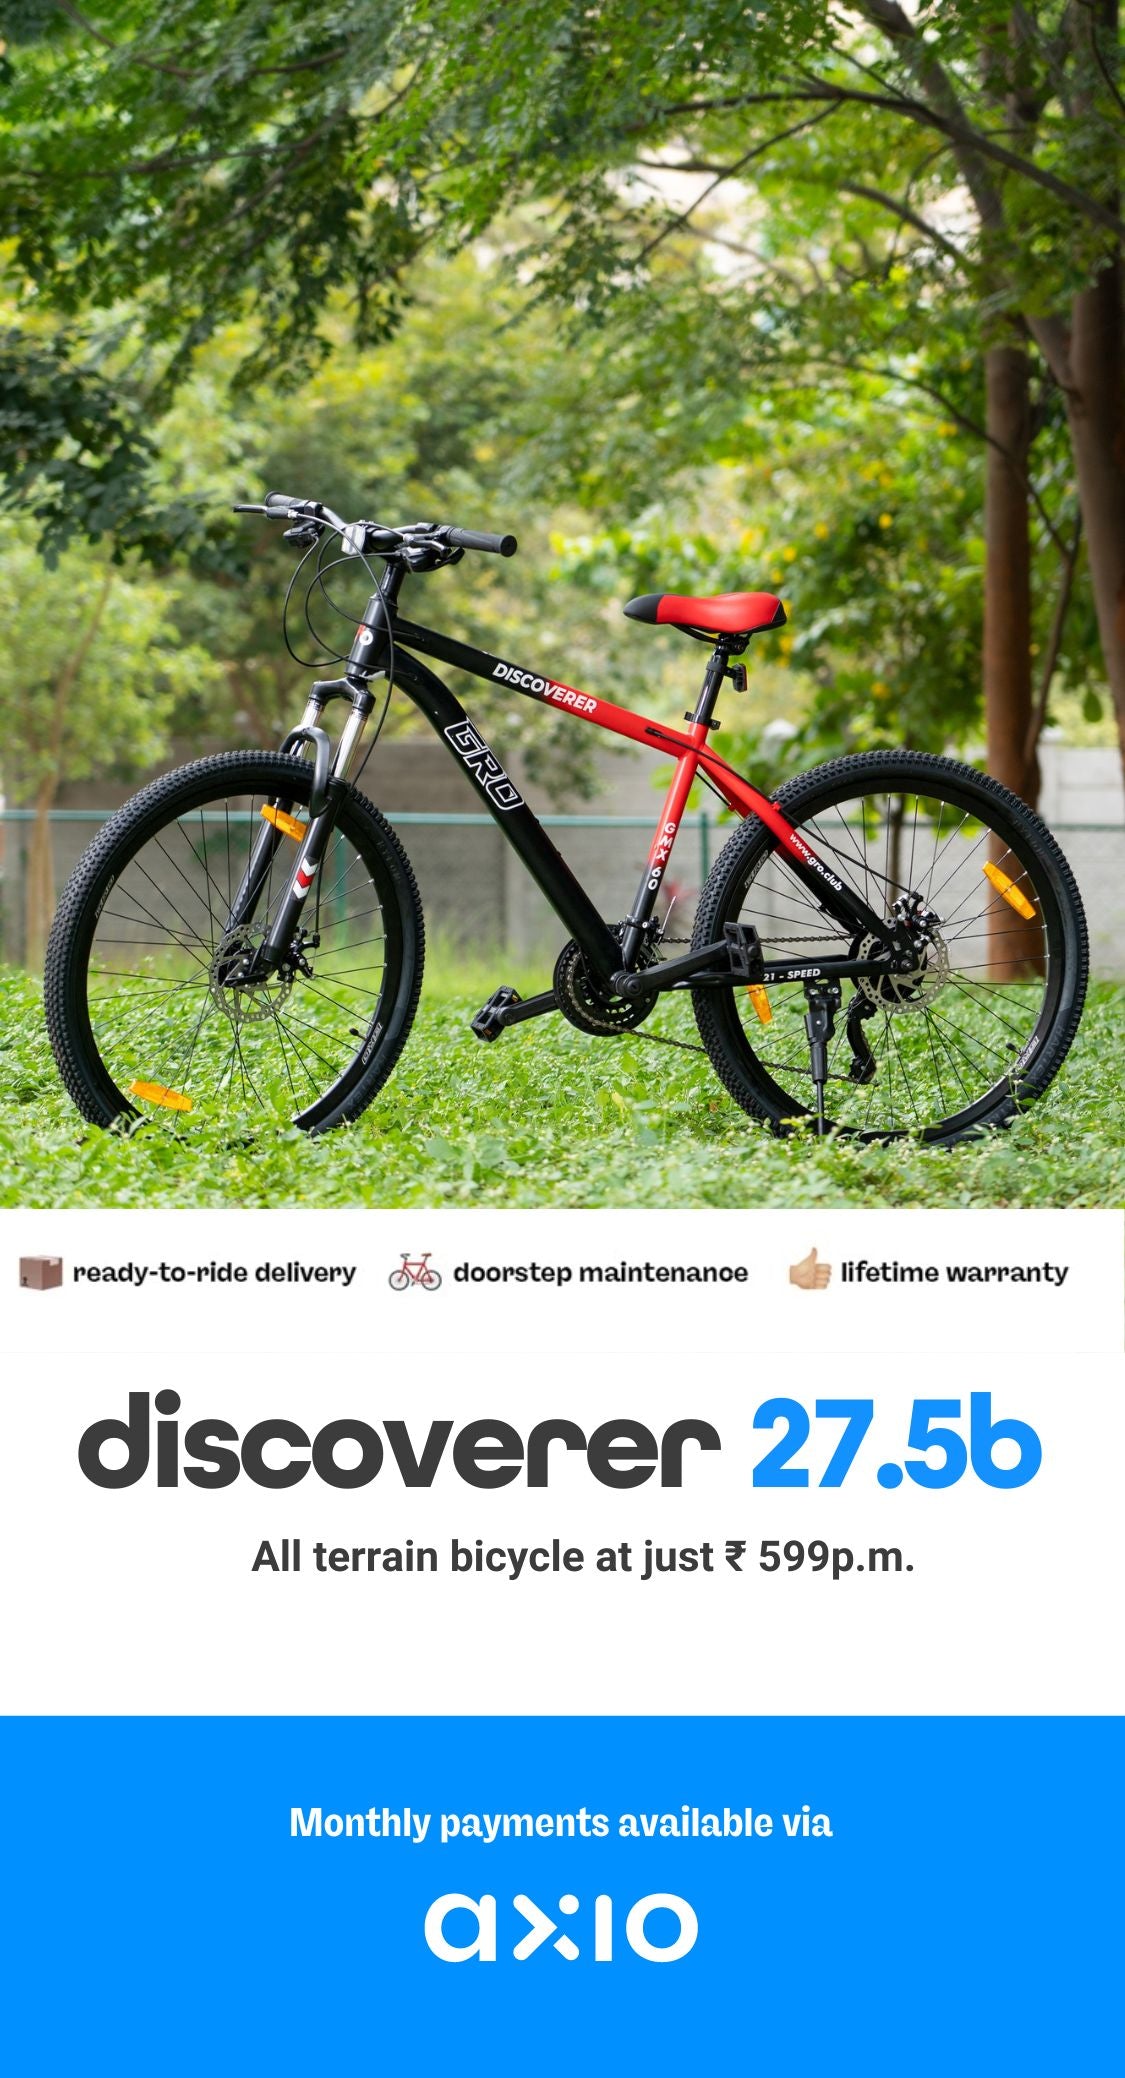 DISCOVERER
GRO
GMX 60
www.gro.club
21 - SPEED
ready-to-ride delivery doorstep maintenance lifetime warranty
discoverer 27.5b
All terrain bicycle at just ₹ 599p.m.
Monthly payments available via
axio